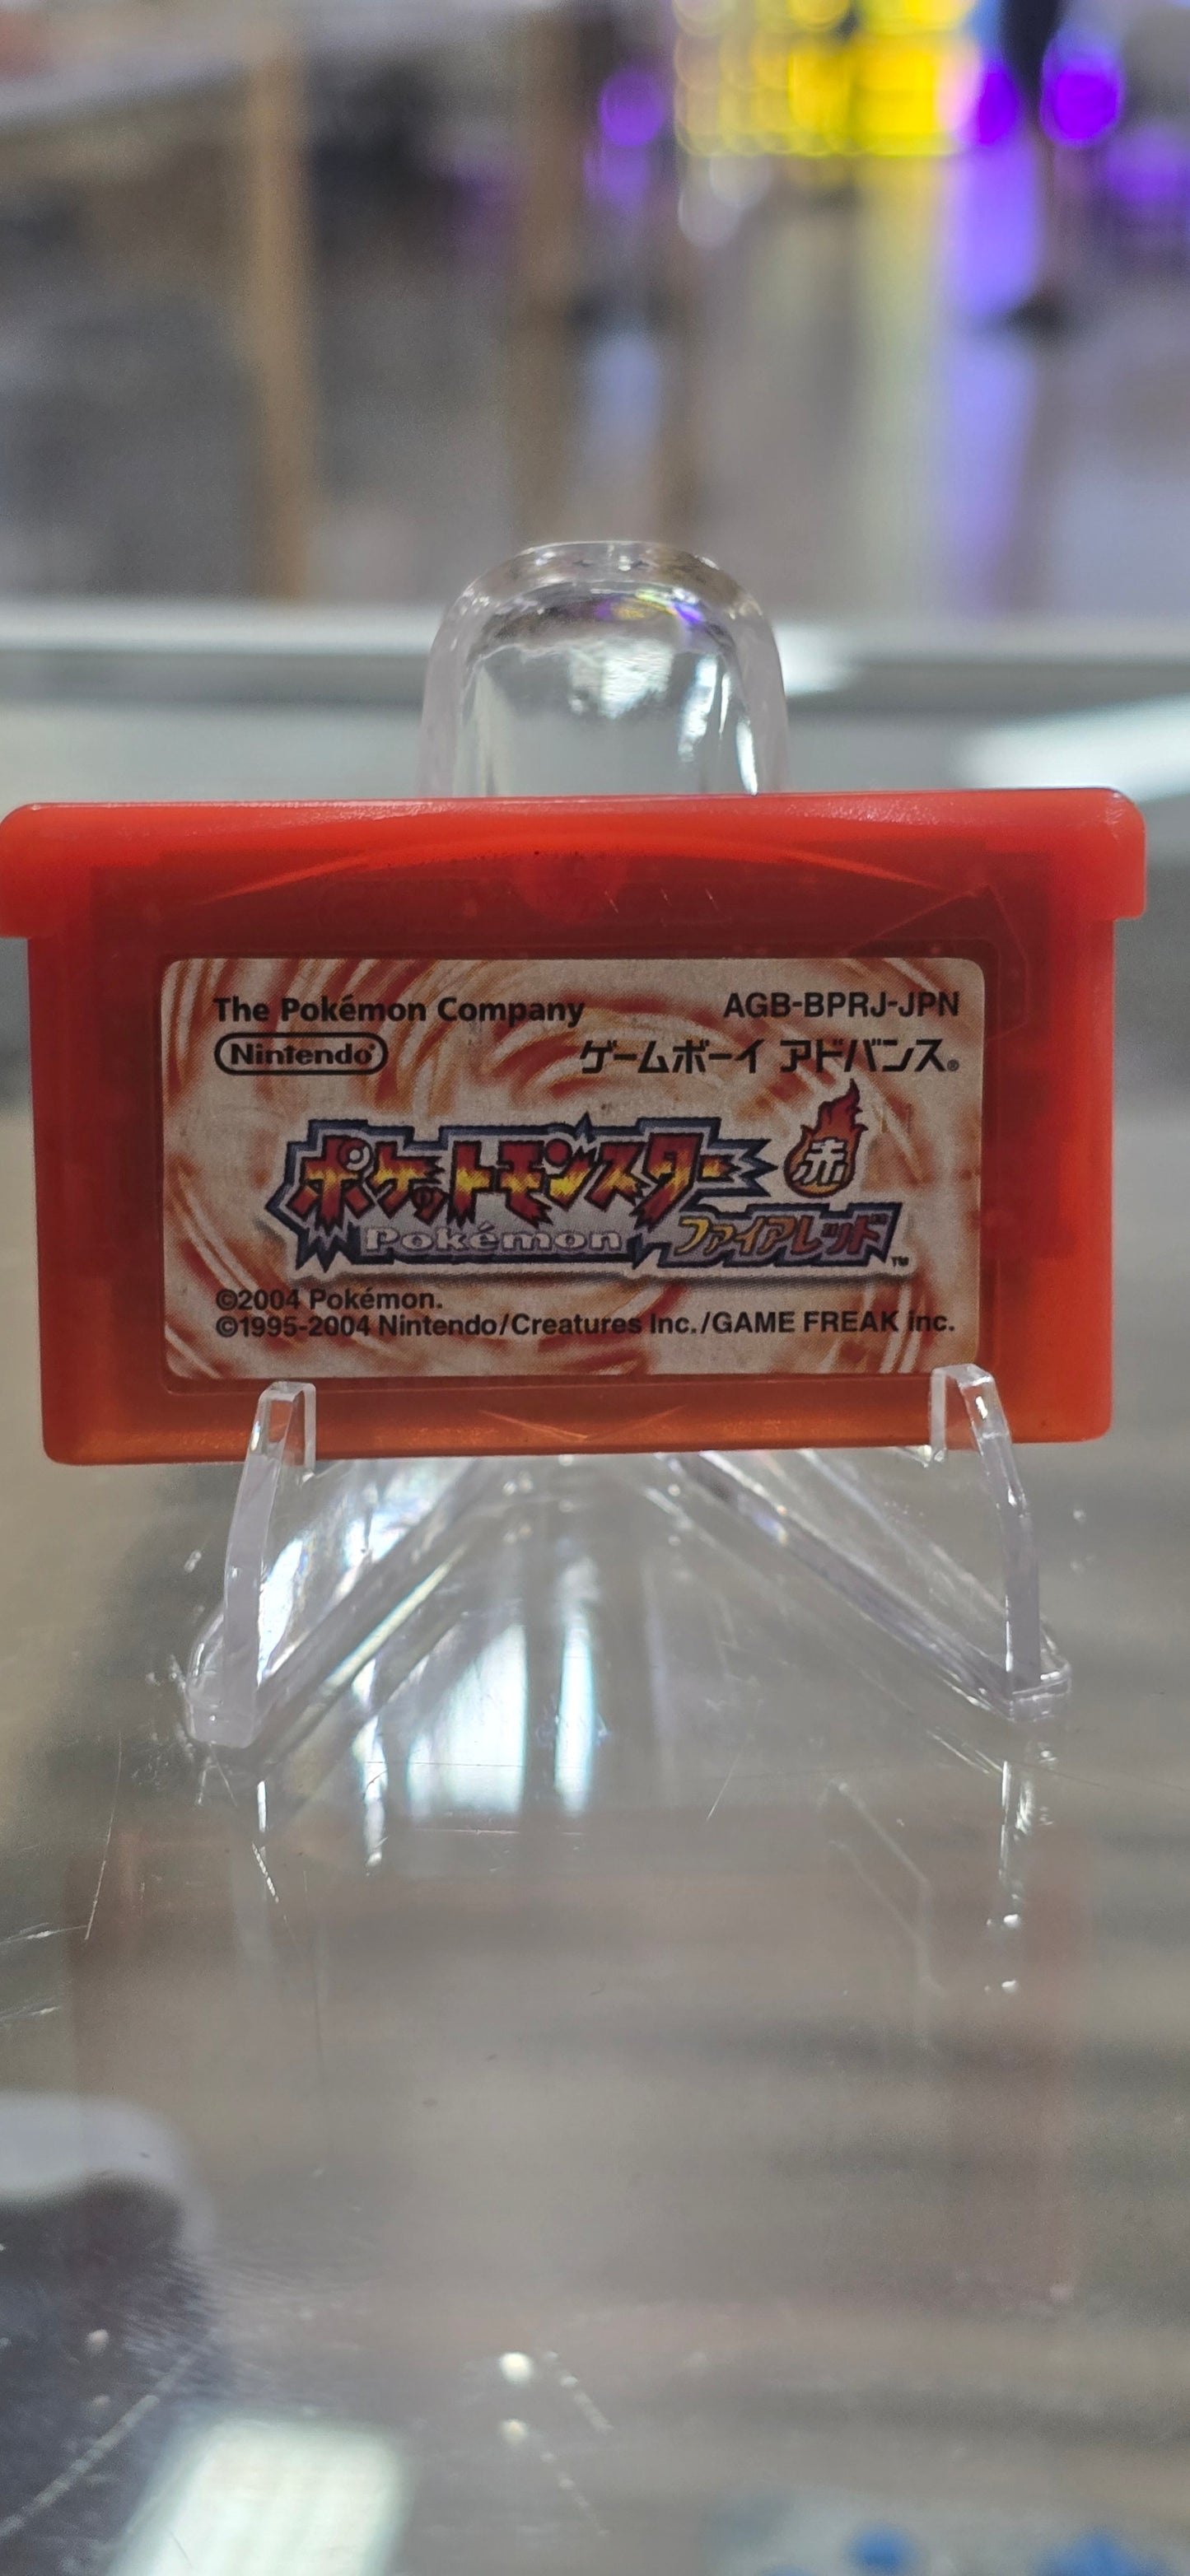 The Pokémon Company AGB-BPRJ-JPN
Nintendo® ゲームボーイ アドバンス®
ポケットモンスター 赤
Pokémon ファイアレッド™
©2004 Pokémon.
©1995-2004 Nintendo/Creatures Inc./GAME FREAK inc.